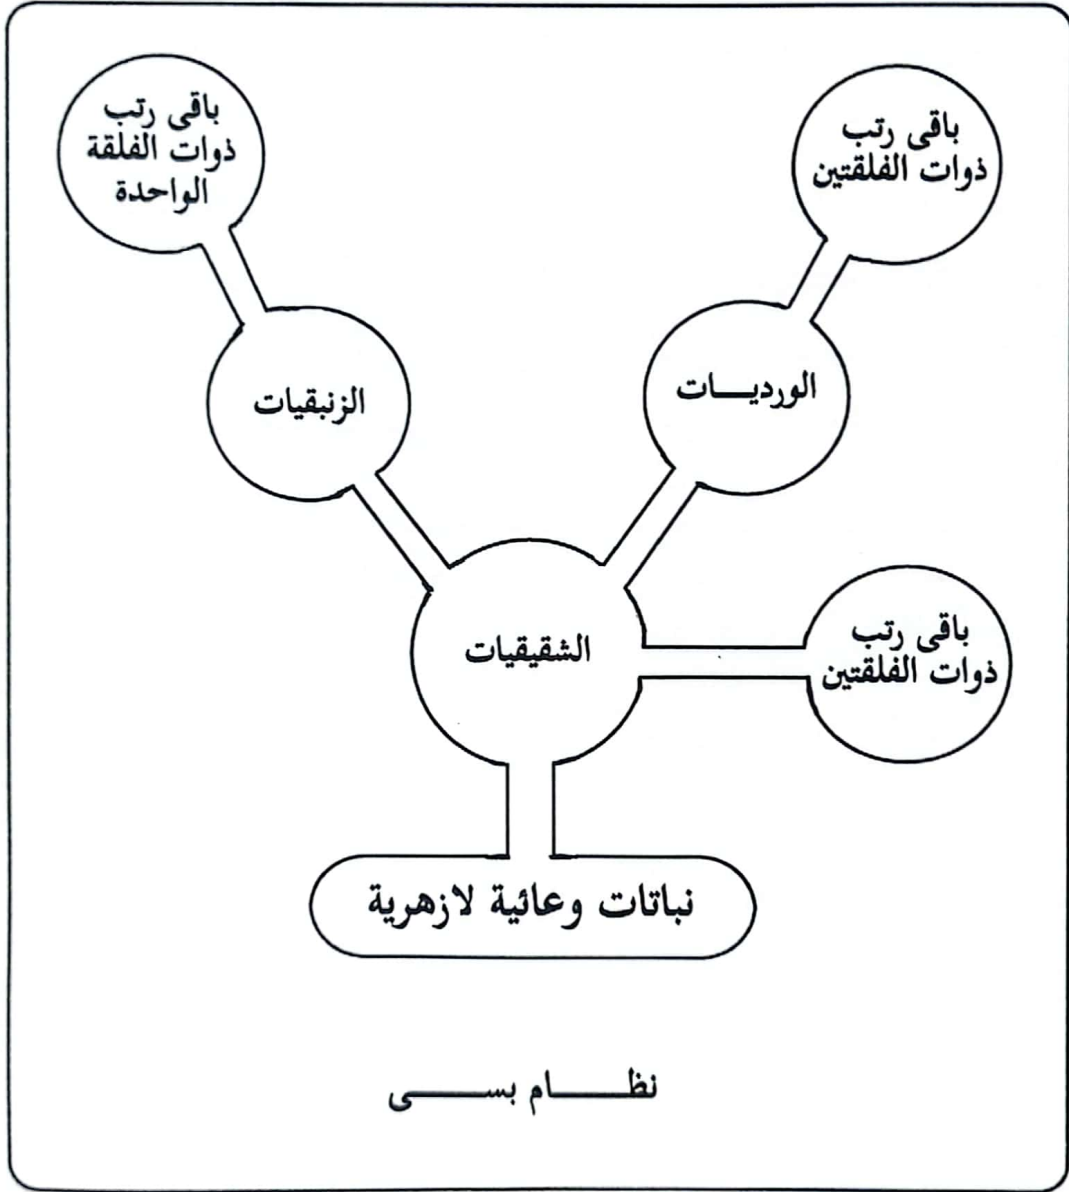 باقى رتب
ذوات الفلقتين
باقى رتب
ذوات الفلقة
الواحدة
الورديـــات
الزنبقيات
الشقيقيات
باقى رتب
ذوات الفلقتين
نباتات وعائية لازهرية
نظـــــام بســـــى